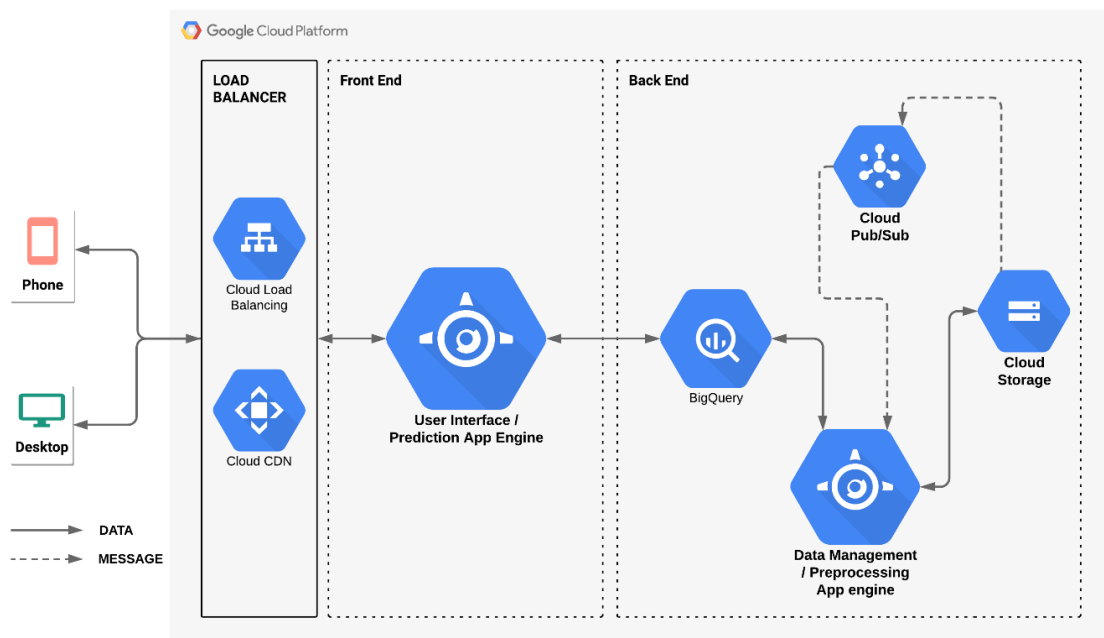 Google Cloud Platform
LOAD
BALANCER
Front End
Back End
Cloud
Pub/Sub
Phone
Cloud Load
Balancing
Cloud
Storage
User Interface /
Prediction App Engine
BigQuery
Desktop
Cloud CDN
DATA
MESSAGE
Data Management
/ Preprocessing
App engine